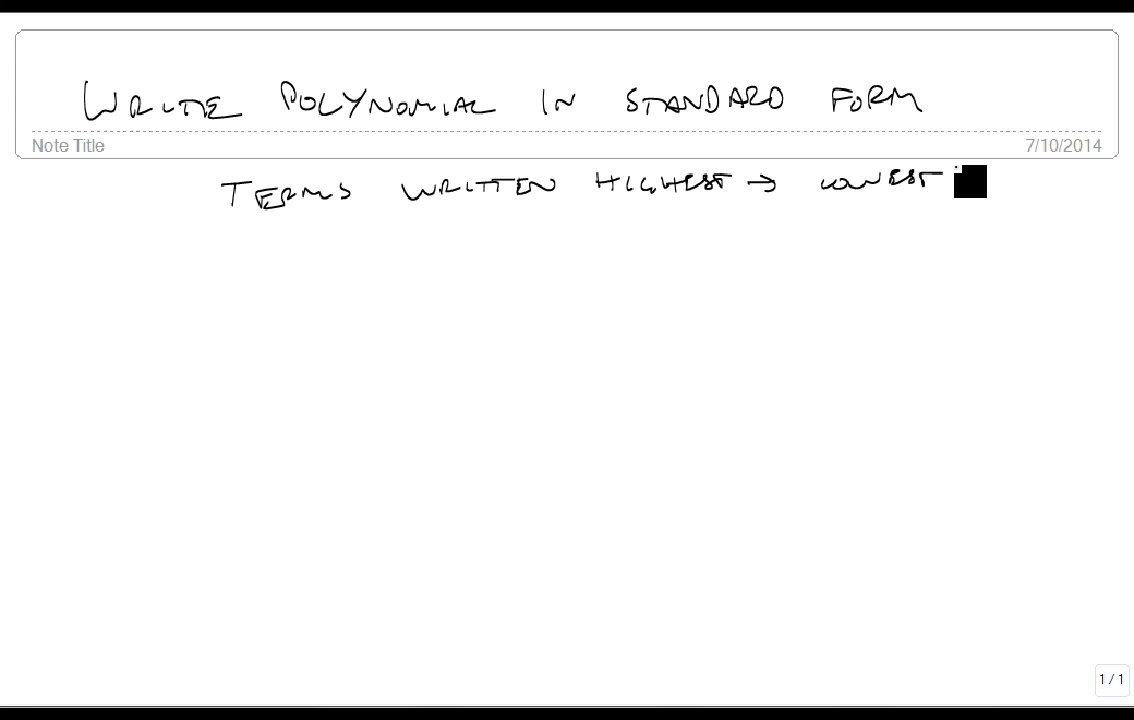 WRITE POLYNOMIAL IN STANDARD FORM
Note Title
7/10/2014
TERMS WRITTEN HIGHEST → LOWEST
1 / 1